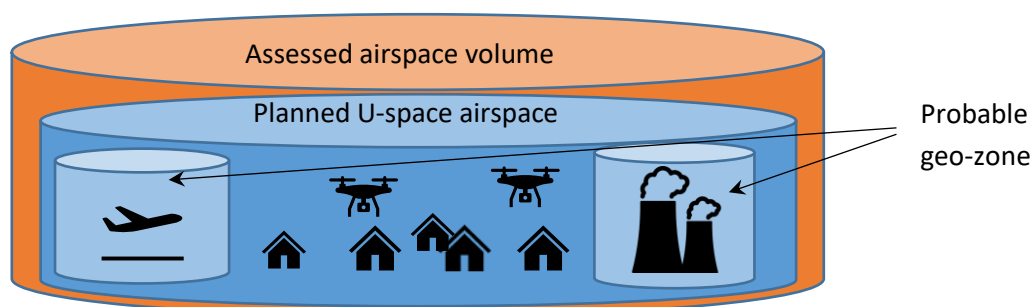 Assessed airspace volume
Planned U-space airspace
Probable
geo-zone